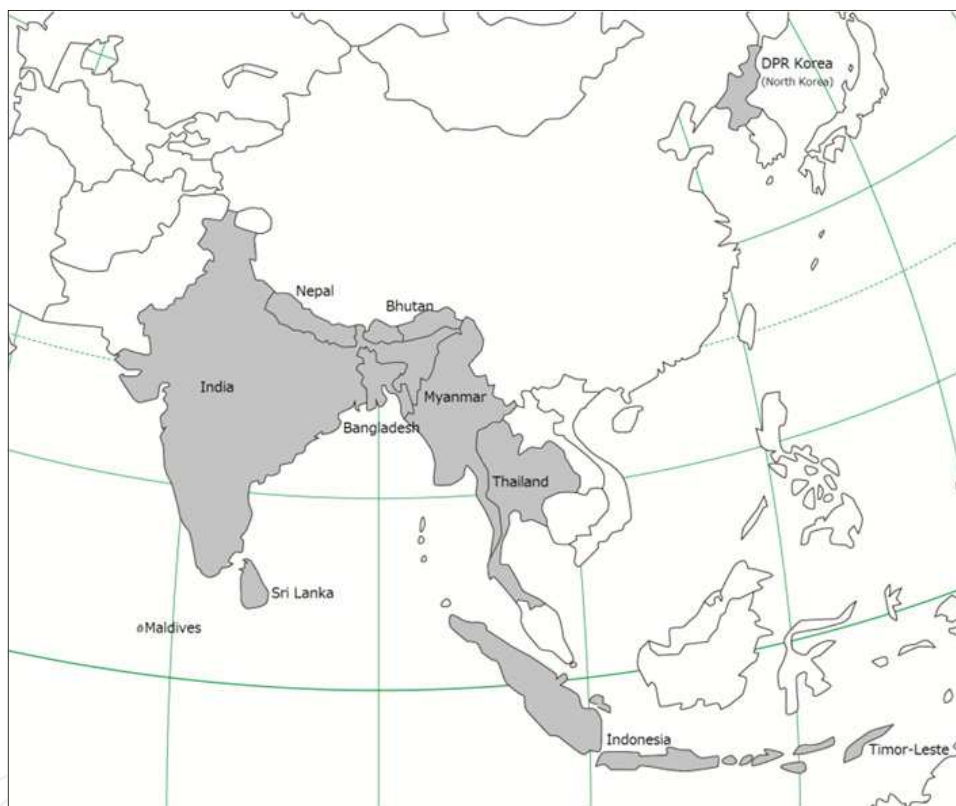 DPR Korea
(North Korea)
Nepal
Bhutan
India
Myanmar
Bangladesh
Thailand
Sri Lanka
Maldives
Indonesia
Timor-Leste